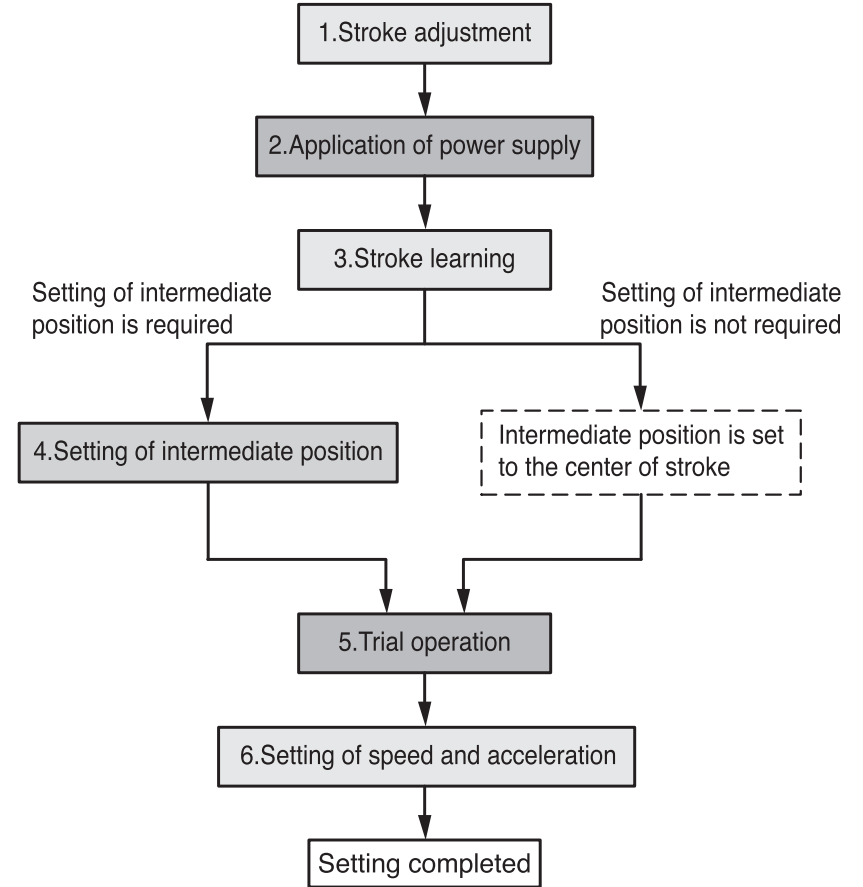 1.Stroke adjustment
2.Application of power supply
3.Stroke learning
Setting of intermediate
position is required
Setting of intermediate
position is not required
4.Setting of intermediate position
Intermediate position is set
to the center of stroke
5.Trial operation
6.Setting of speed and acceleration
Setting completed